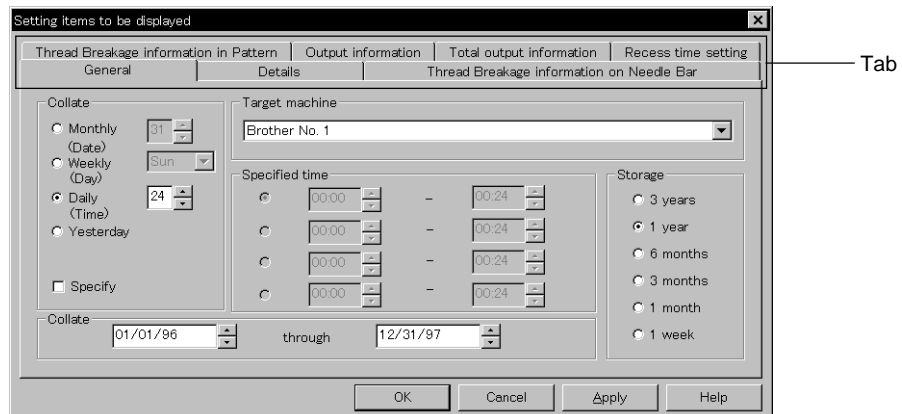 Setting items to be displayed
Thread Breakage information in Pattern Output information Total output information Recess time setting
General Details Thread Breakage information on Needle Bar
Tab
Collate
Monthly 31
(Date)
Weekly Sun
(Day)
Daily 24
(Time)
Yesterday
Specify
Target machine
Brother No. 1
Specified time
00:00 – 00:24
00:00 – 00:24
00:00 – 00:24
00:00 – 00:24
Storage
3 years
1 year
6 months
3 months
1 month
1 week
Collate
01/01/96 through 12/31/97
OK Cancel Apply Help